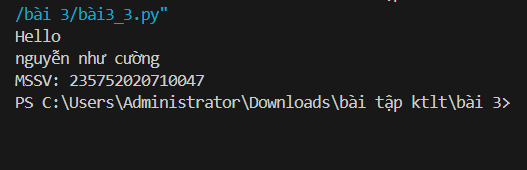 /bài 3/bài3_3.py"
Hello
nguyễn như cường
MSSV: 235752020710047
PS C:\Users\Administrator\Downloads\bài tập ktlt\bài 3>